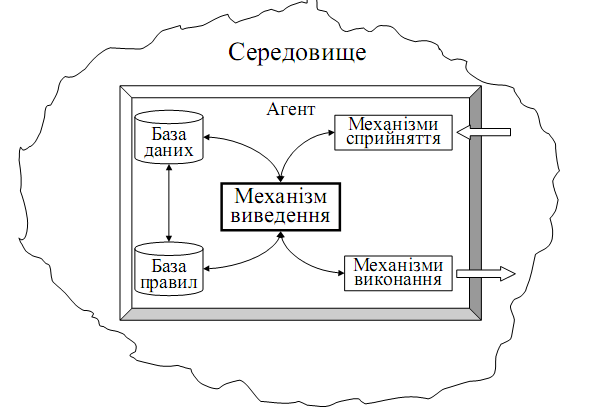 Середовище
Агент
База
даних
Механізми
сприйняття
Механізм
виведення
База
правил
Механізми
виконання